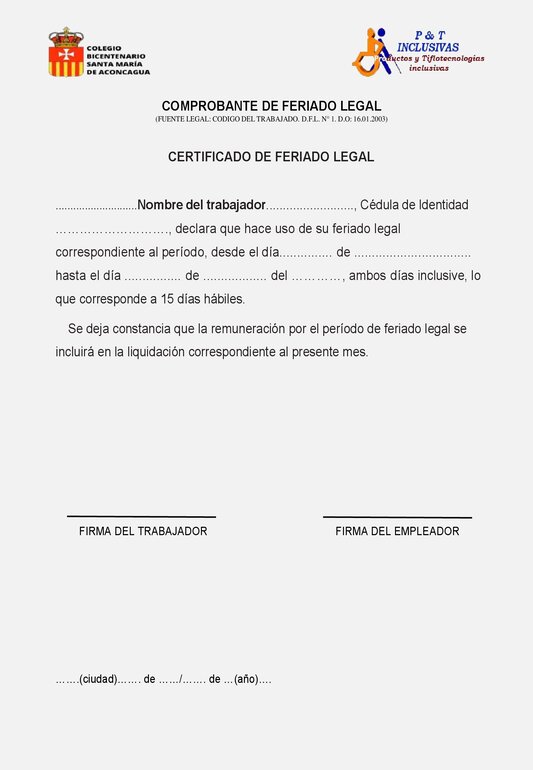 COLEGIO
BICENTENARIO
SANTA MARÍA
DE ACONCAGUA
P & T
INCLUSIVAS
ductos y Tiflotecnologías
inclusivas
COMPROBANTE DE FERIADO LEGAL
(FUENTE LEGAL: CODIGO DEL TRABAJADO. D.F.L. N° 1. D.O: 16.01.2003)
CERTIFICADO DE FERIADO LEGAL
............................Nombre del trabajador.........................., Cédula de Identidad
………………………., declara que hace uso de su feriado legal
correspondiente al período, desde el día................ de ...................................
hasta el día ................. de ................... del …………, ambos días inclusive, lo
que corresponde a 15 días hábiles.
Se deja constancia que la remuneración por el período de feriado legal se
incluirá en la liquidación correspondiente al presente mes.
FIRMA DEL TRABAJADOR
FIRMA DEL EMPLEADOR
…….(ciudad)……. de ……/……. de …(año)….